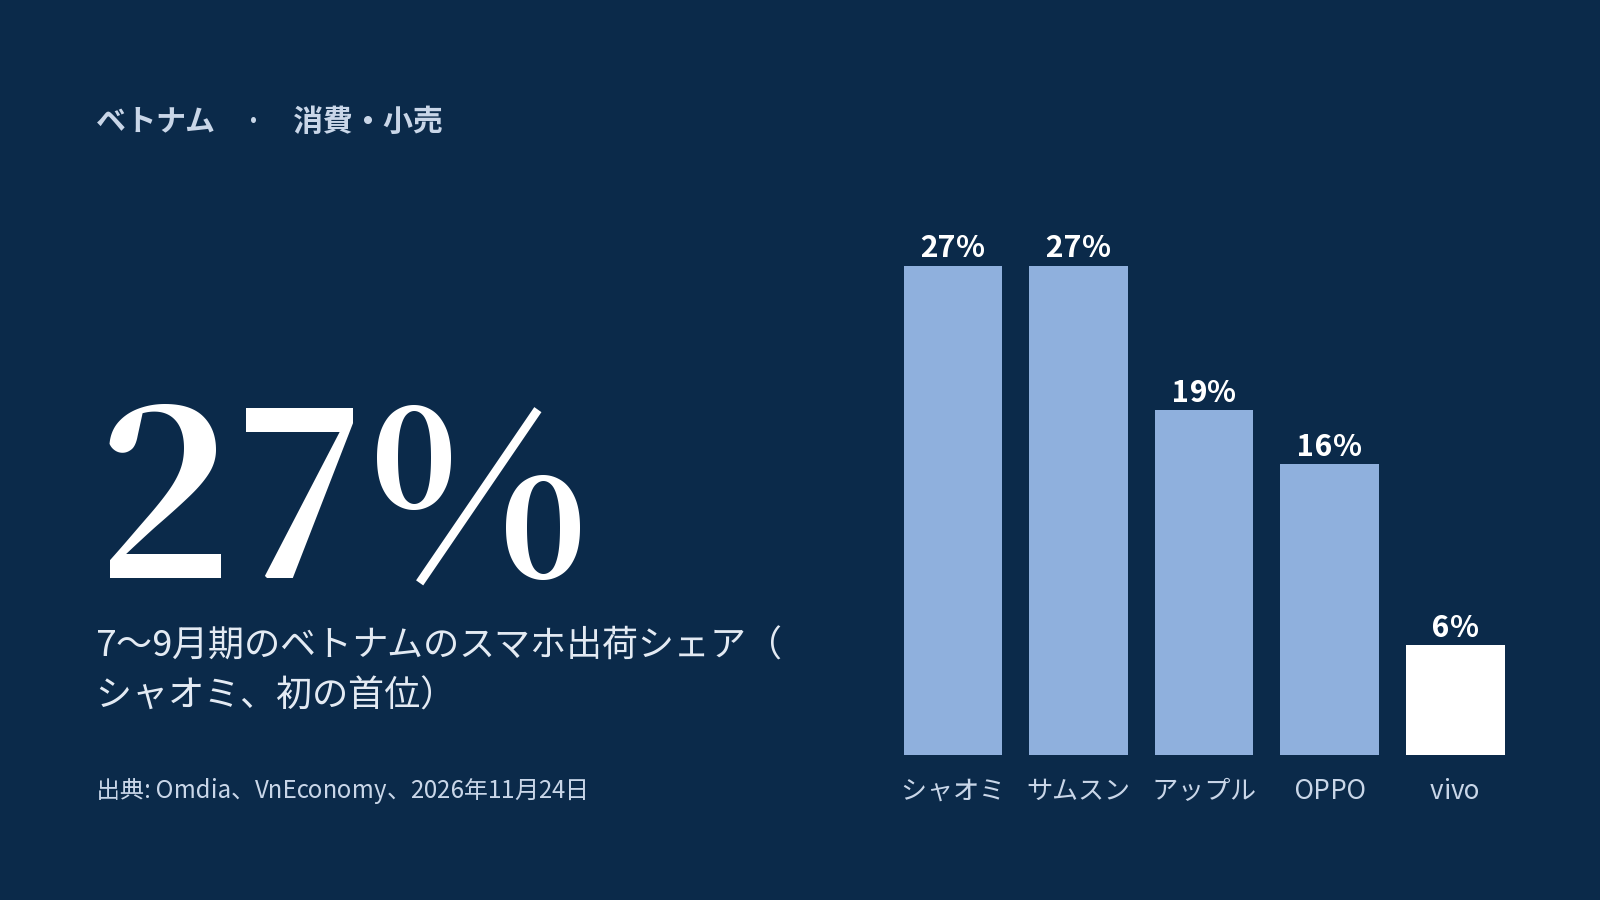 ベトナム · 消費・小売
27%
7〜9月期のベトナムのスマホ出荷シェア（
シャオミ、初の首位）
出典: Omdia、VnEconomy、2026年11月24日
27%
27%
19%
16%
6%
シャオミ
サムスン
アップル
OPPO
vivo